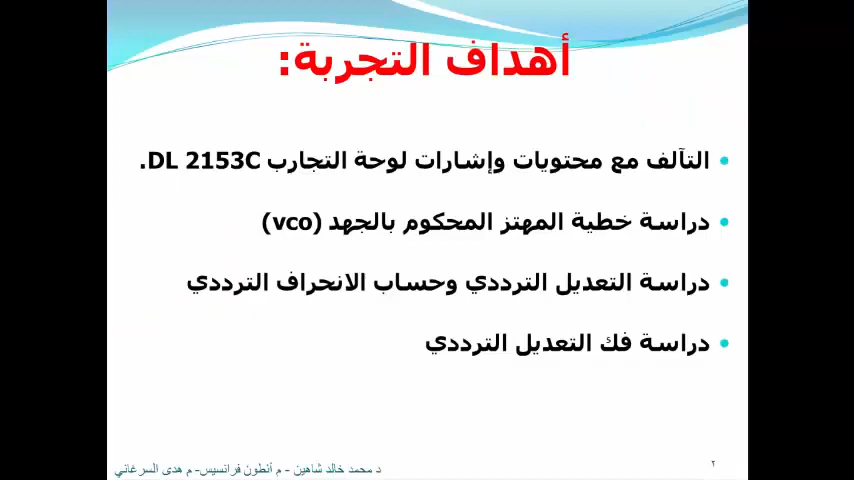 أهداف التجربة:
التآلف مع محتويات وإشارات لوحة التجارب DL 2153C.
دراسة خطية المهتز المحكوم بالجهد (vco)
دراسة التعديل الترددي وحساب الانحراف الترددي
دراسة فك التعديل الترددي
د محمد خالد شاهين - م أنطون فرانسيس- م هدى السرغاني
٢